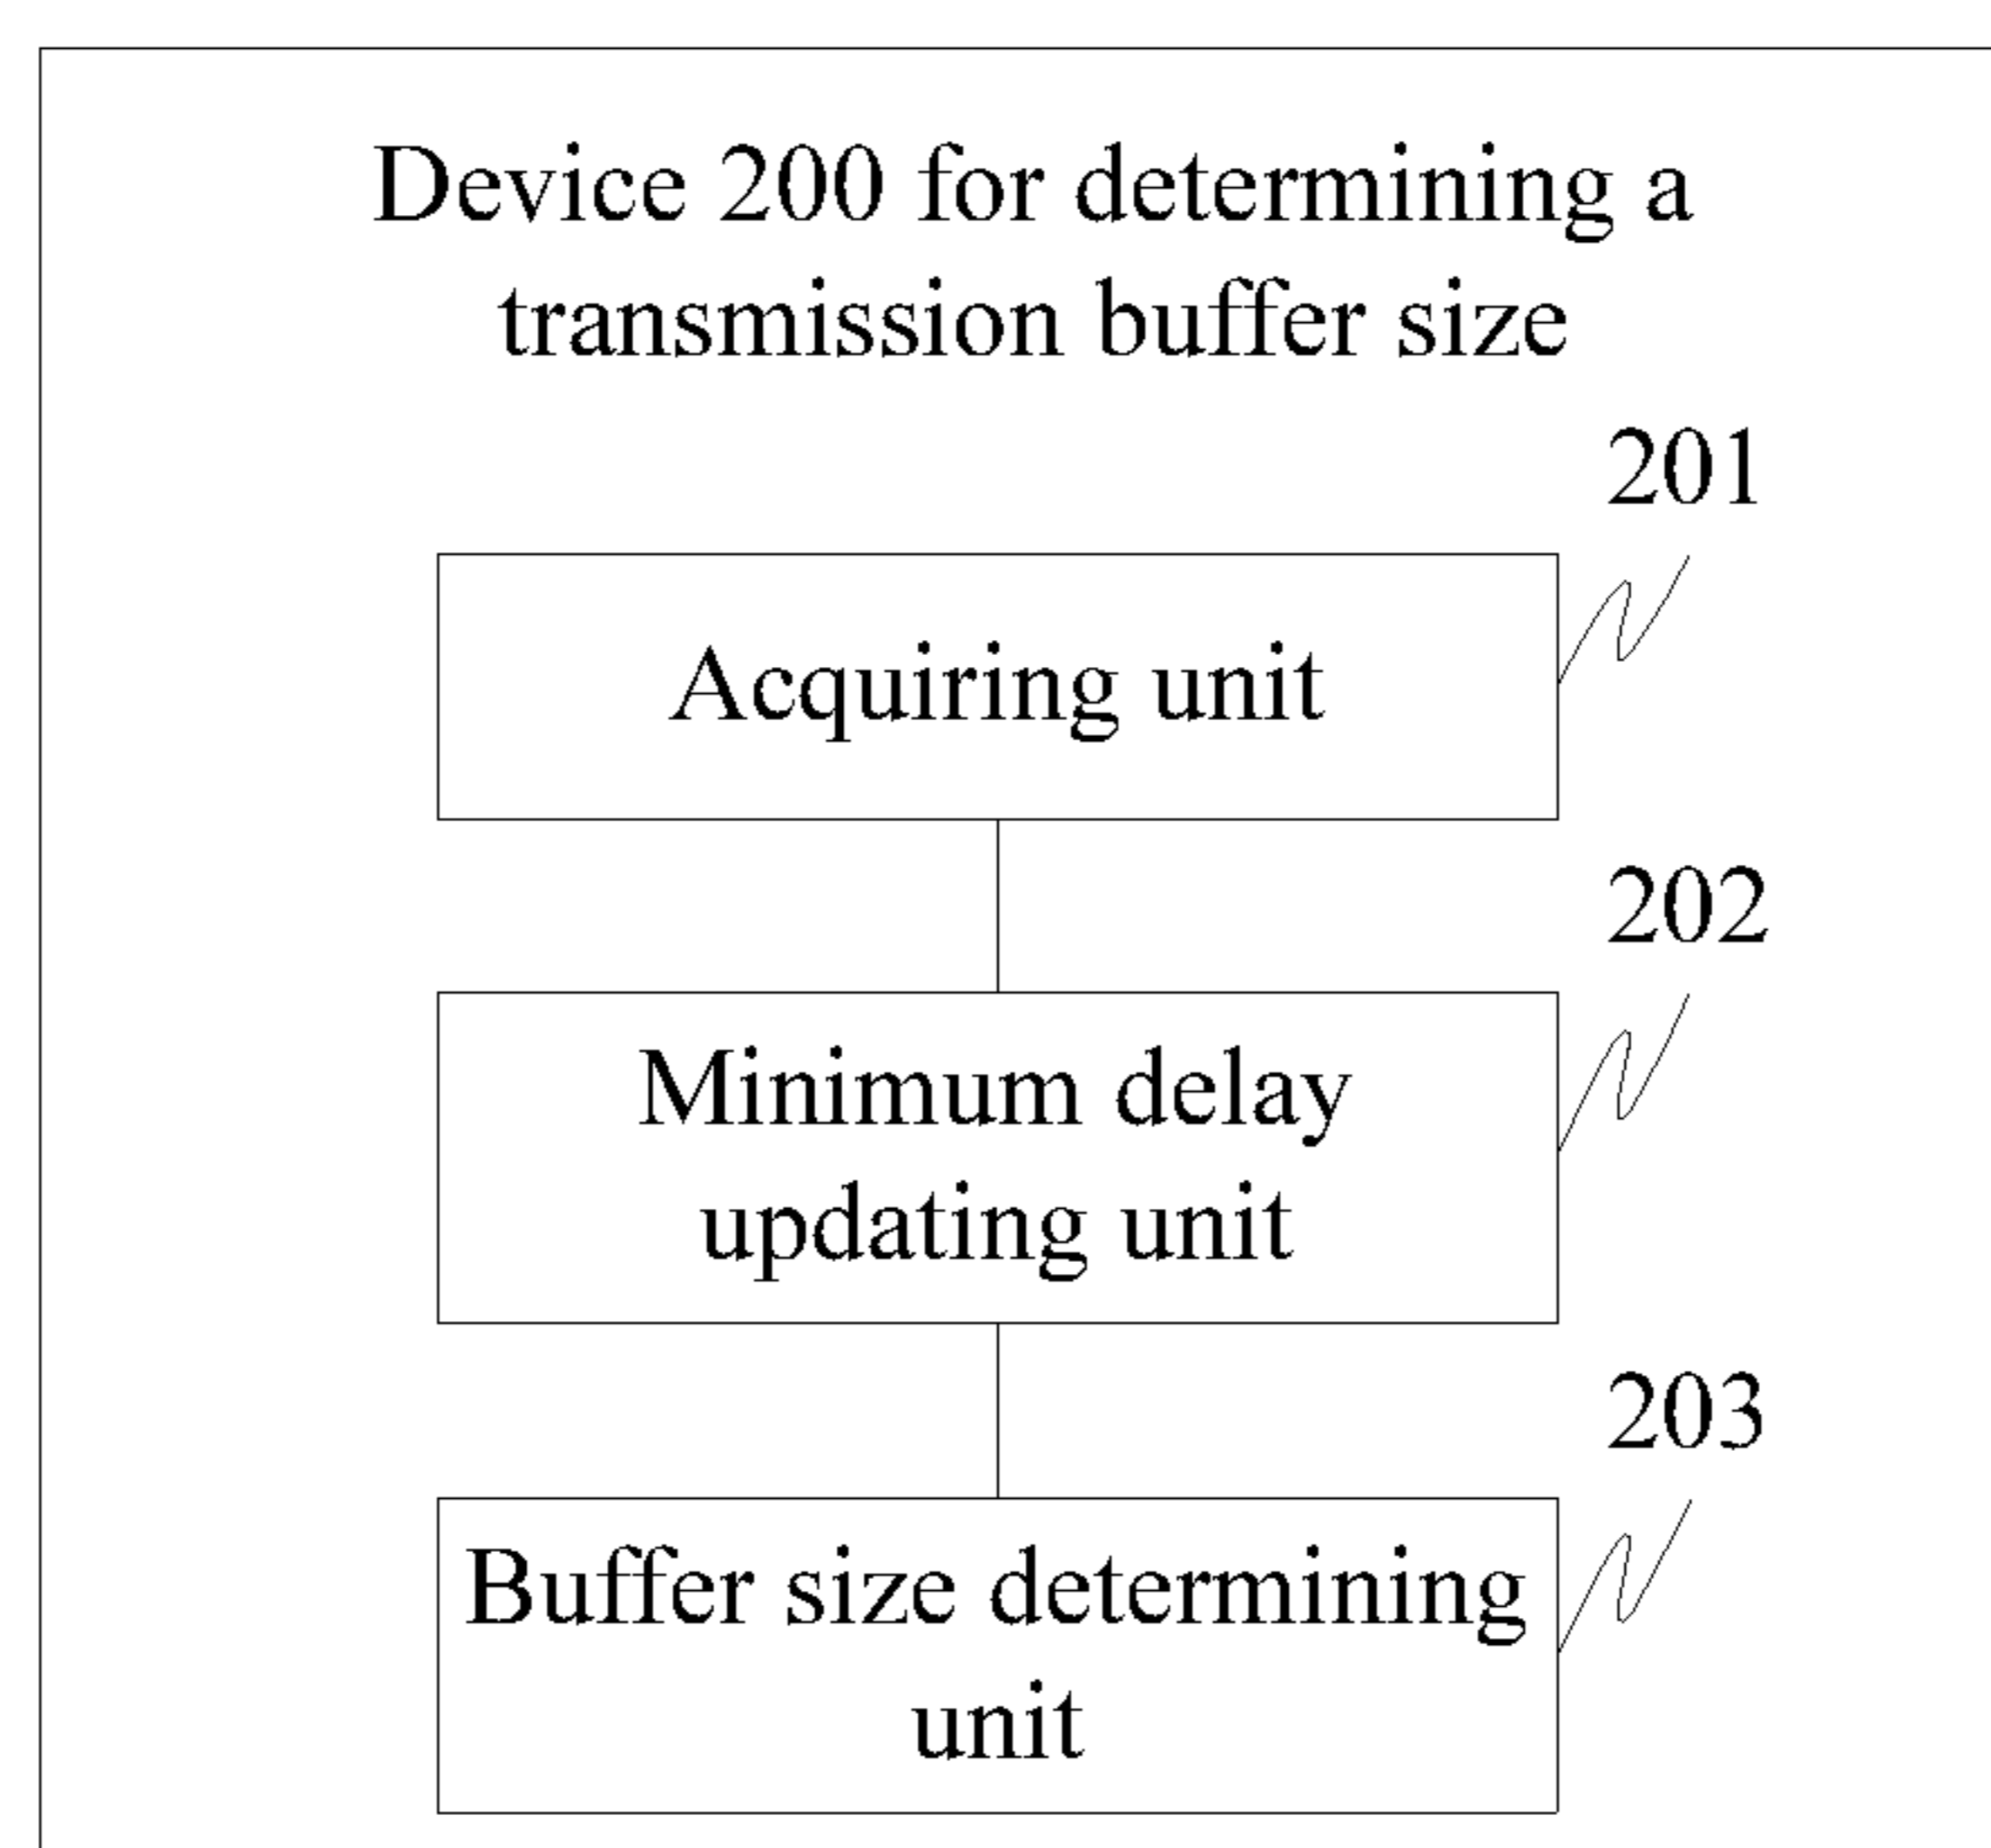 Device 200 for determining a
transmission buffer size
201
Acquiring unit
202
Minimum delay
updating unit
203
Buffer size determining
unit